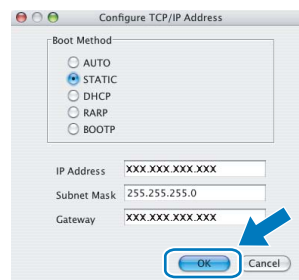 Configure TCP/IP Address
Boot Method
AUTO
STATIC
DHCP
RARP
BOOTP
IP Address XXX.XXX.XXX.XXX
Subnet Mask 255.255.255.0
Gateway XXX.XXX.XXX.XXX
OK Cancel